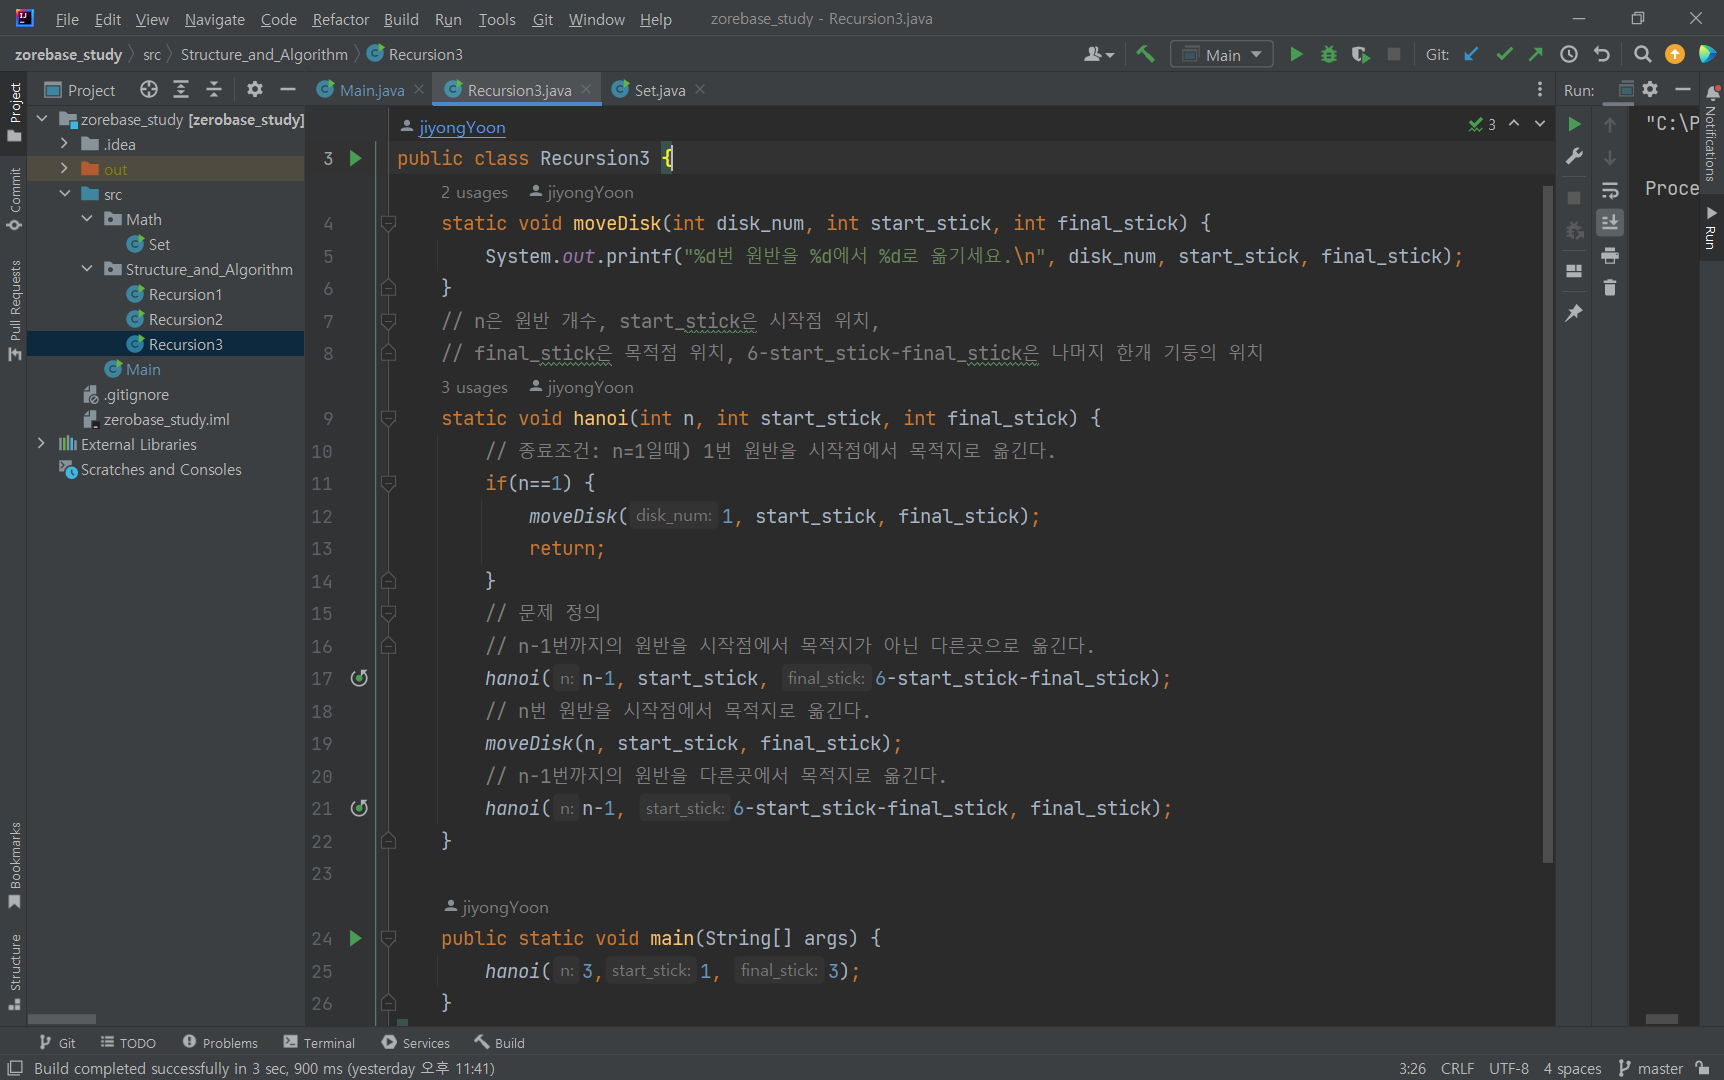 File Edit View Navigate Code Refactor Build Run Tools Git Window Help zorebase_study - Recursion3.java
zorebase_study src Structure_and_Algorithm Recursion3 Main Git:
Project Main.java Recursion3.java Set.java Run:
Project
Commit
Pull Requests
Bookmarks
Structure
zorebase_study [zerobase_study]
.idea
out
src
Math
Set
Structure_and_Algorithm
Recursion1
Recursion2
Recursion3
Main
.gitignore
zerobase_study.iml
External Libraries
Scratches and Consoles
jiyongYoon
3
3 public class Recursion3 {
2 usages jiyongYoon
4 static void moveDisk(int disk_num, int start_stick, int final_stick) {
5 System.out.printf("%d번 원반을 %d에서 %d로 옮기세요.\n", disk_num, start_stick, final_stick);
6 }
7 // n은 원반 개수, start_stick은 시작점 위치,
8 // final_stick은 목적점 위치, 6-start_stick-final_stick은 나머지 한개 기둥의 위치
3 usages jiyongYoon
9 static void hanoi(int n, int start_stick, int final_stick) {
10 // 종료조건: n=1일때) 1번 원반을 시작점에서 목적지로 옮긴다.
11 if(n==1) {
12 moveDisk( disk_num: 1, start_stick, final_stick);
13 return;
14 }
15 // 문제 정의
16 // n-1번까지의 원반을 시작점에서 목적지가 아닌 다른곳으로 옮긴다.
17 hanoi( n: n-1, start_stick, final_stick: 6-start_stick-final_stick);
18 // n번 원반을 시작점에서 목적지로 옮긴다.
19 moveDisk(n, start_stick, final_stick);
20 // n-1번까지의 원반을 다른곳에서 목적지로 옮긴다.
21 hanoi( n: n-1, start_stick: 6-start_stick-final_stick, final_stick);
22 }
23
jiyongYoon
24 public static void main(String[] args) {
25 hanoi( n: 3, start_stick: 1, final_stick: 3);
26 }
"C:\P
Proce
Notifications
Run
Git TODO Problems Terminal Services Build
Build completed successfully in 3 sec, 900 ms (yesterday 오후 11:41) 3:26 CRLF UTF-8 4 spaces master